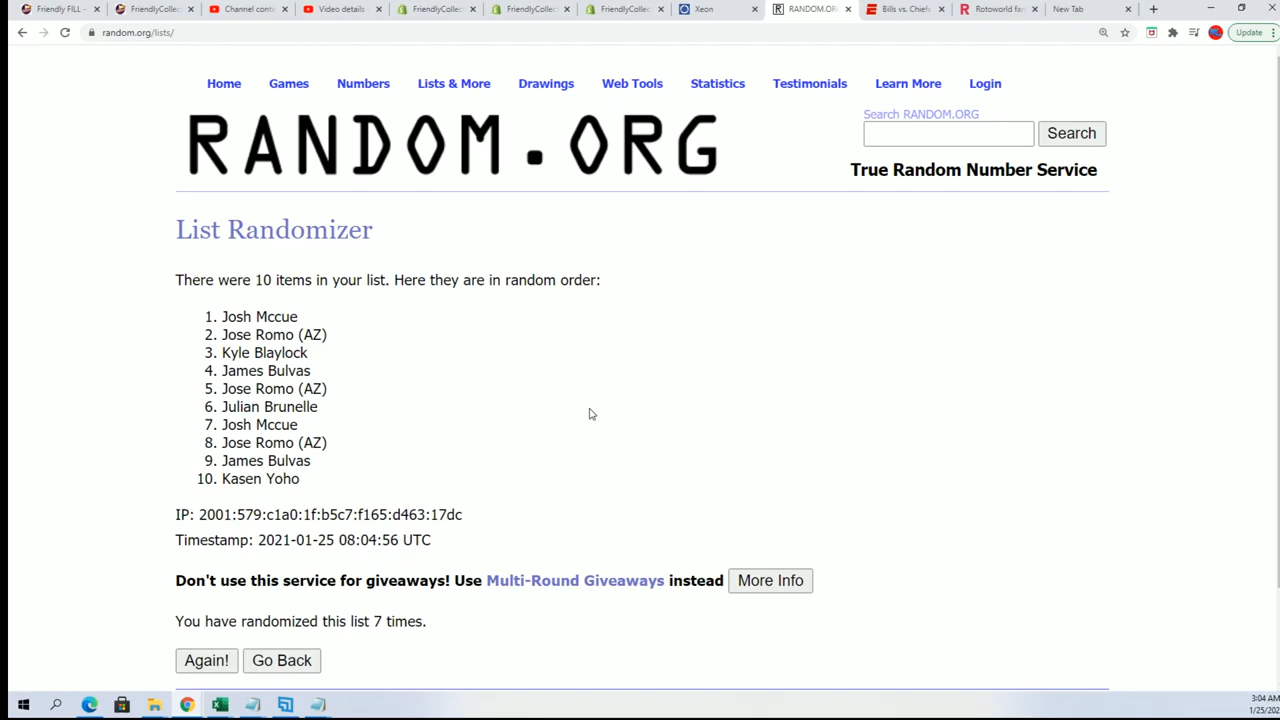 Friendly FILL -
FriendlyCollec
Channel conte
Video details -
FriendlyCollec
FriendlyCollec
FriendlyCollec
Xeon
RANDOM.OR
Bills vs. Chiefs
Rotoworld fan
New Tab
random.org/lists/
Update
Home Games Numbers Lists & More Drawings Web Tools Statistics Testimonials Learn More Login
RANDOM.ORG
Search RANDOM.ORG
Search
True Random Number Service
List Randomizer
There were 10 items in your list. Here they are in random order:
1. Josh Mccue
2. Jose Romo (AZ)
3. Kyle Blaylock
4. James Bulvas
5. Jose Romo (AZ)
6. Julian Brunelle
7. Josh Mccue
8. Jose Romo (AZ)
9. James Bulvas
10. Kasen Yoho
IP: 2001:579:c1a0:1f:b5c7:f165:d463:17dc
Timestamp: 2021-01-25 08:04:56 UTC
Don't use this service for giveaways! Use Multi-Round Giveaways instead More Info
You have randomized this list 7 times.
Again! Go Back
3:04 AM
1/25/202